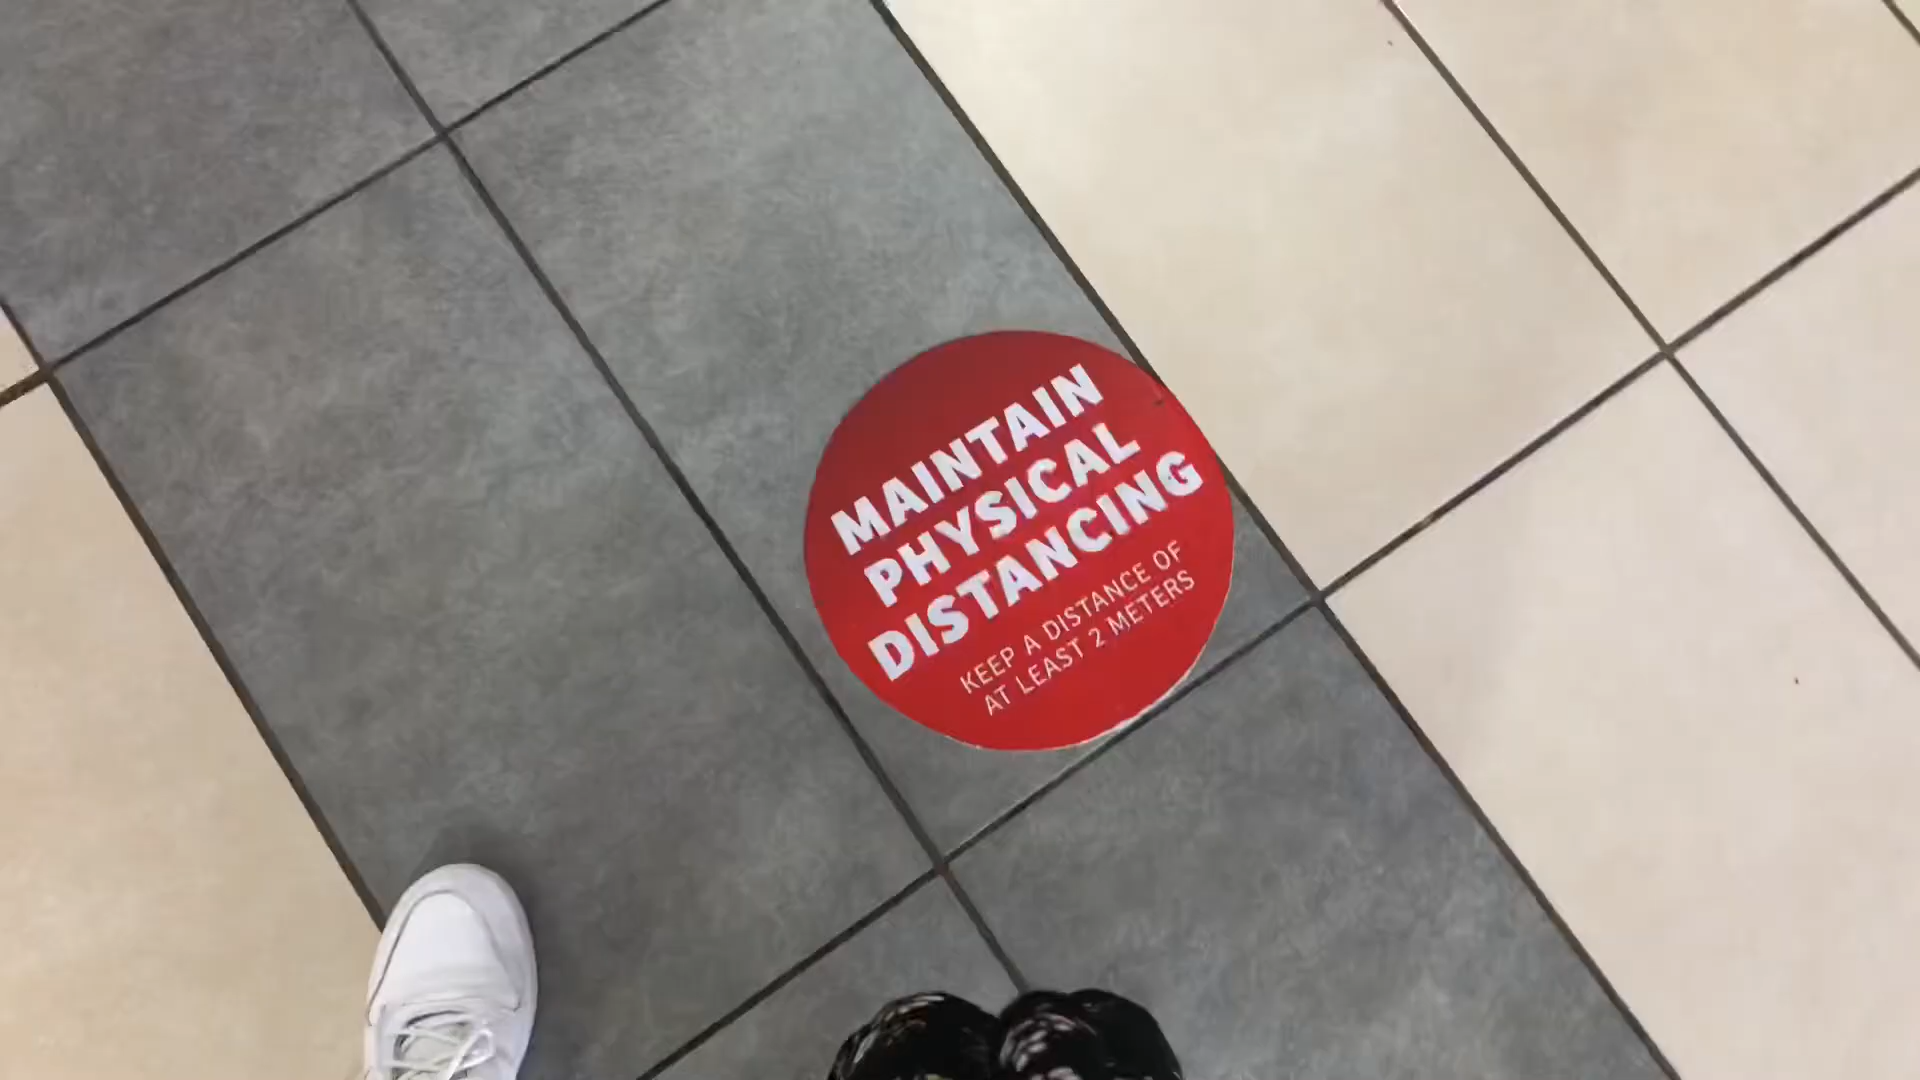 MAINTAIN
PHYSICAL
DISTANCING
KEEP A DISTANCE OF
AT LEAST 2 METERS